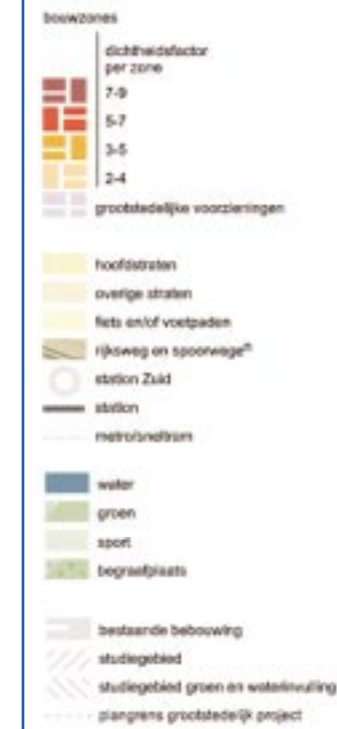 bouwzones
dichtheidsfactor
per zone
7-9
5-7
3-5
2-4
grootstedelijke voorzieningen
hoofdstraten
overige straten
fiets en/of voetpaden
rijksweg en spoorwege
station Zuid
station
metro/sneltram
water
groen
sport
begraafplaats
bestaande bebouwing
studiegebied
studiegebied groen en waterinvulling
plangrens grootstedelijk project